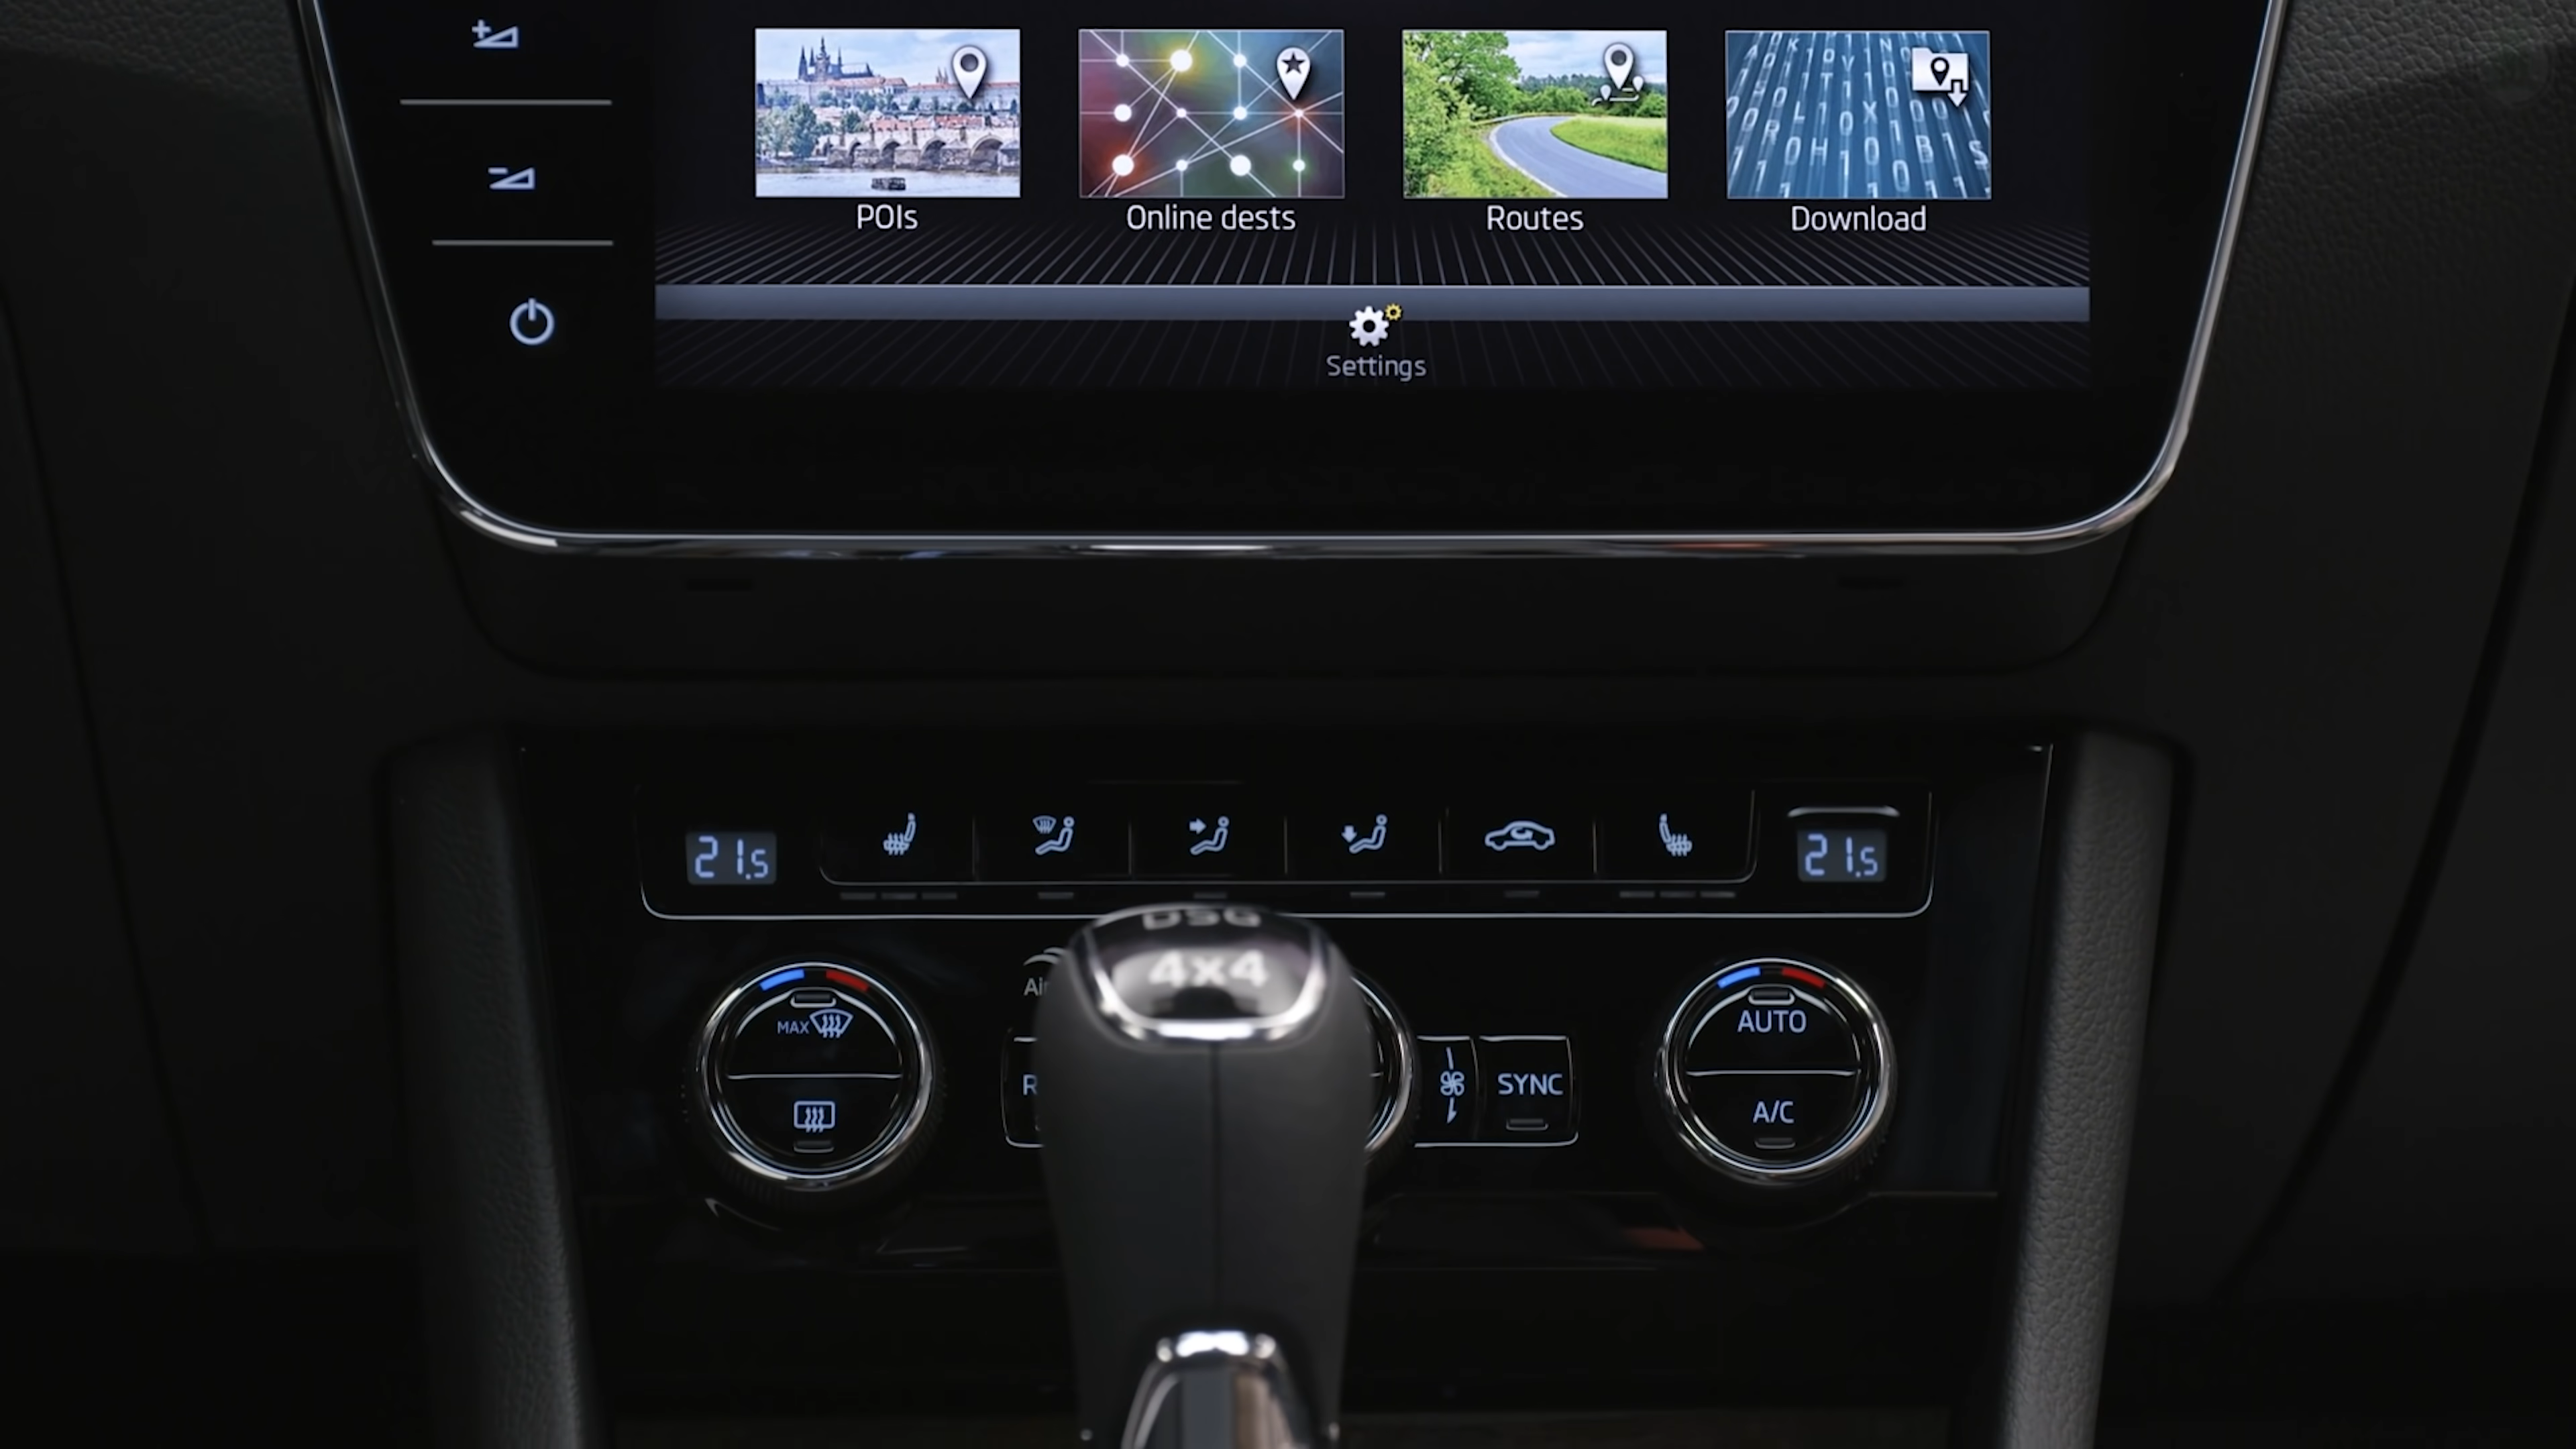 POIs
Online dests
Routes
Download
Settings
21.5
21.5
DSG
4x4
MAX
AUTO
SYNC
A/C